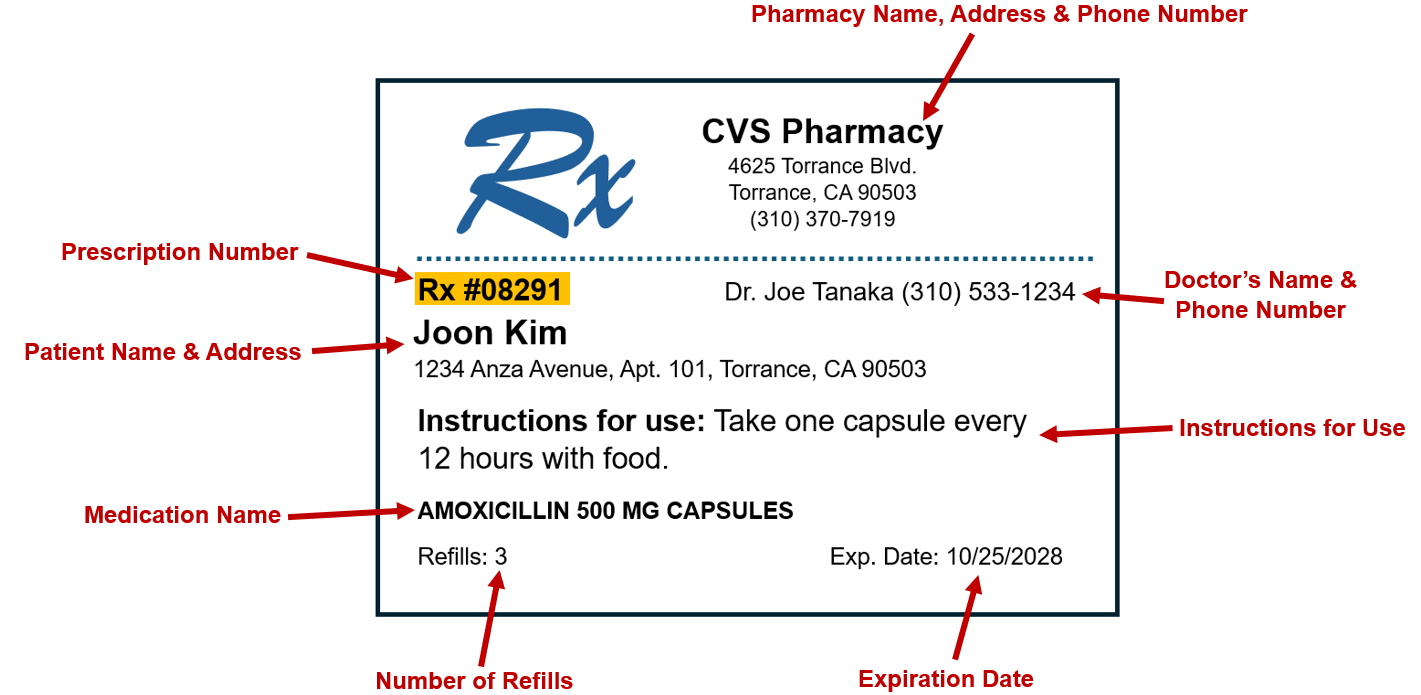 Pharmacy Name, Address & Phone Number
Rx
CVS Pharmacy
4625 Torrance Blvd.
Torrance, CA 90503
(310) 370-7919
Prescription Number
Rx #08291
Dr. Joe Tanaka (310) 533-1234
Doctor’s Name &
Phone Number
Joon Kim
Patient Name & Address
1234 Anza Avenue, Apt. 101, Torrance, CA 90503
Instructions for use: Take one capsule every
12 hours with food.
Instructions for Use
Medication Name
AMOXICILLIN 500 MG CAPSULES
Refills: 3
Exp. Date: 10/25/2028
Number of Refills
Expiration Date